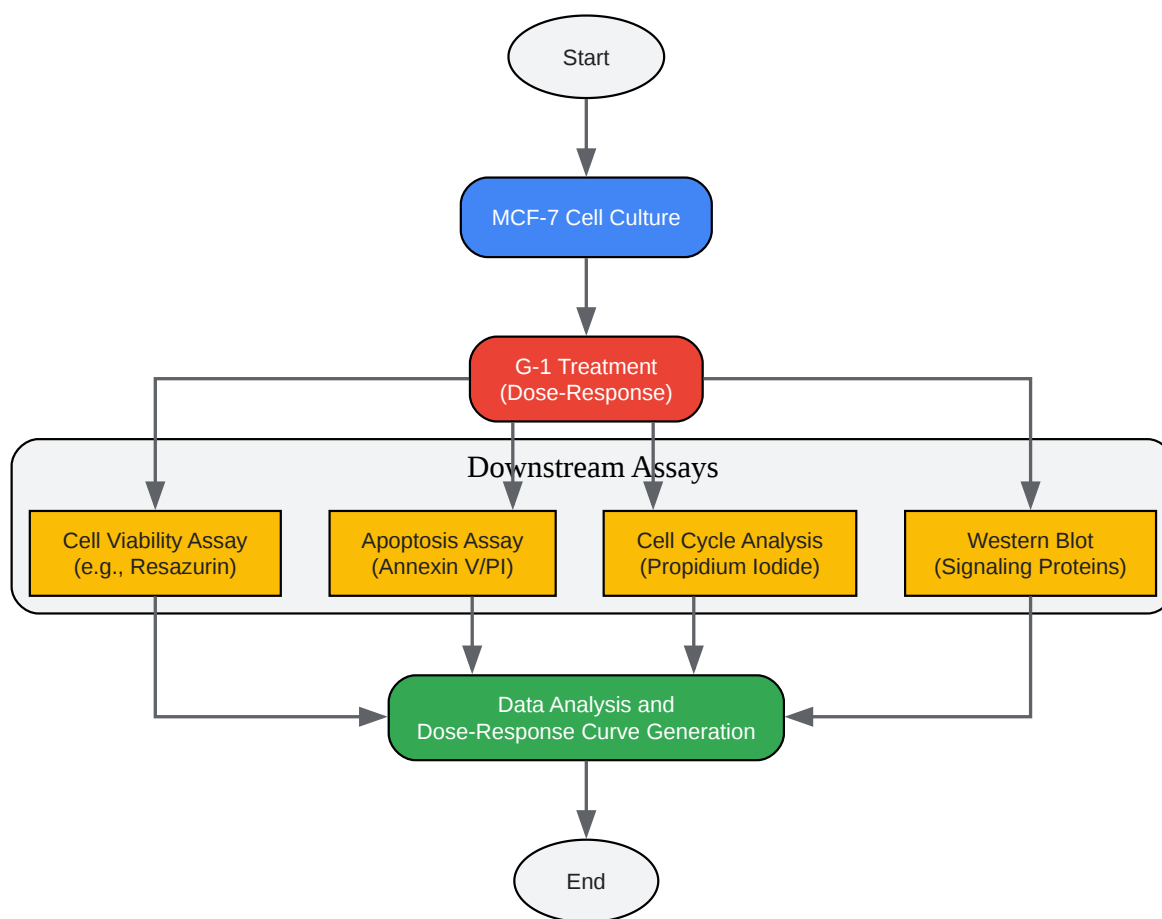 Start
MCF-7 Cell Culture
G-1 Treatment
(Dose-Response)
Downstream Assays
Cell Viability Assay
(e.g., Resazurin)
Apoptosis Assay
(Annexin V/PI)
Cell Cycle Analysis
(Propidium Iodide)
Western Blot
(Signaling Proteins)
Data Analysis and
Dose-Response Curve Generation
End